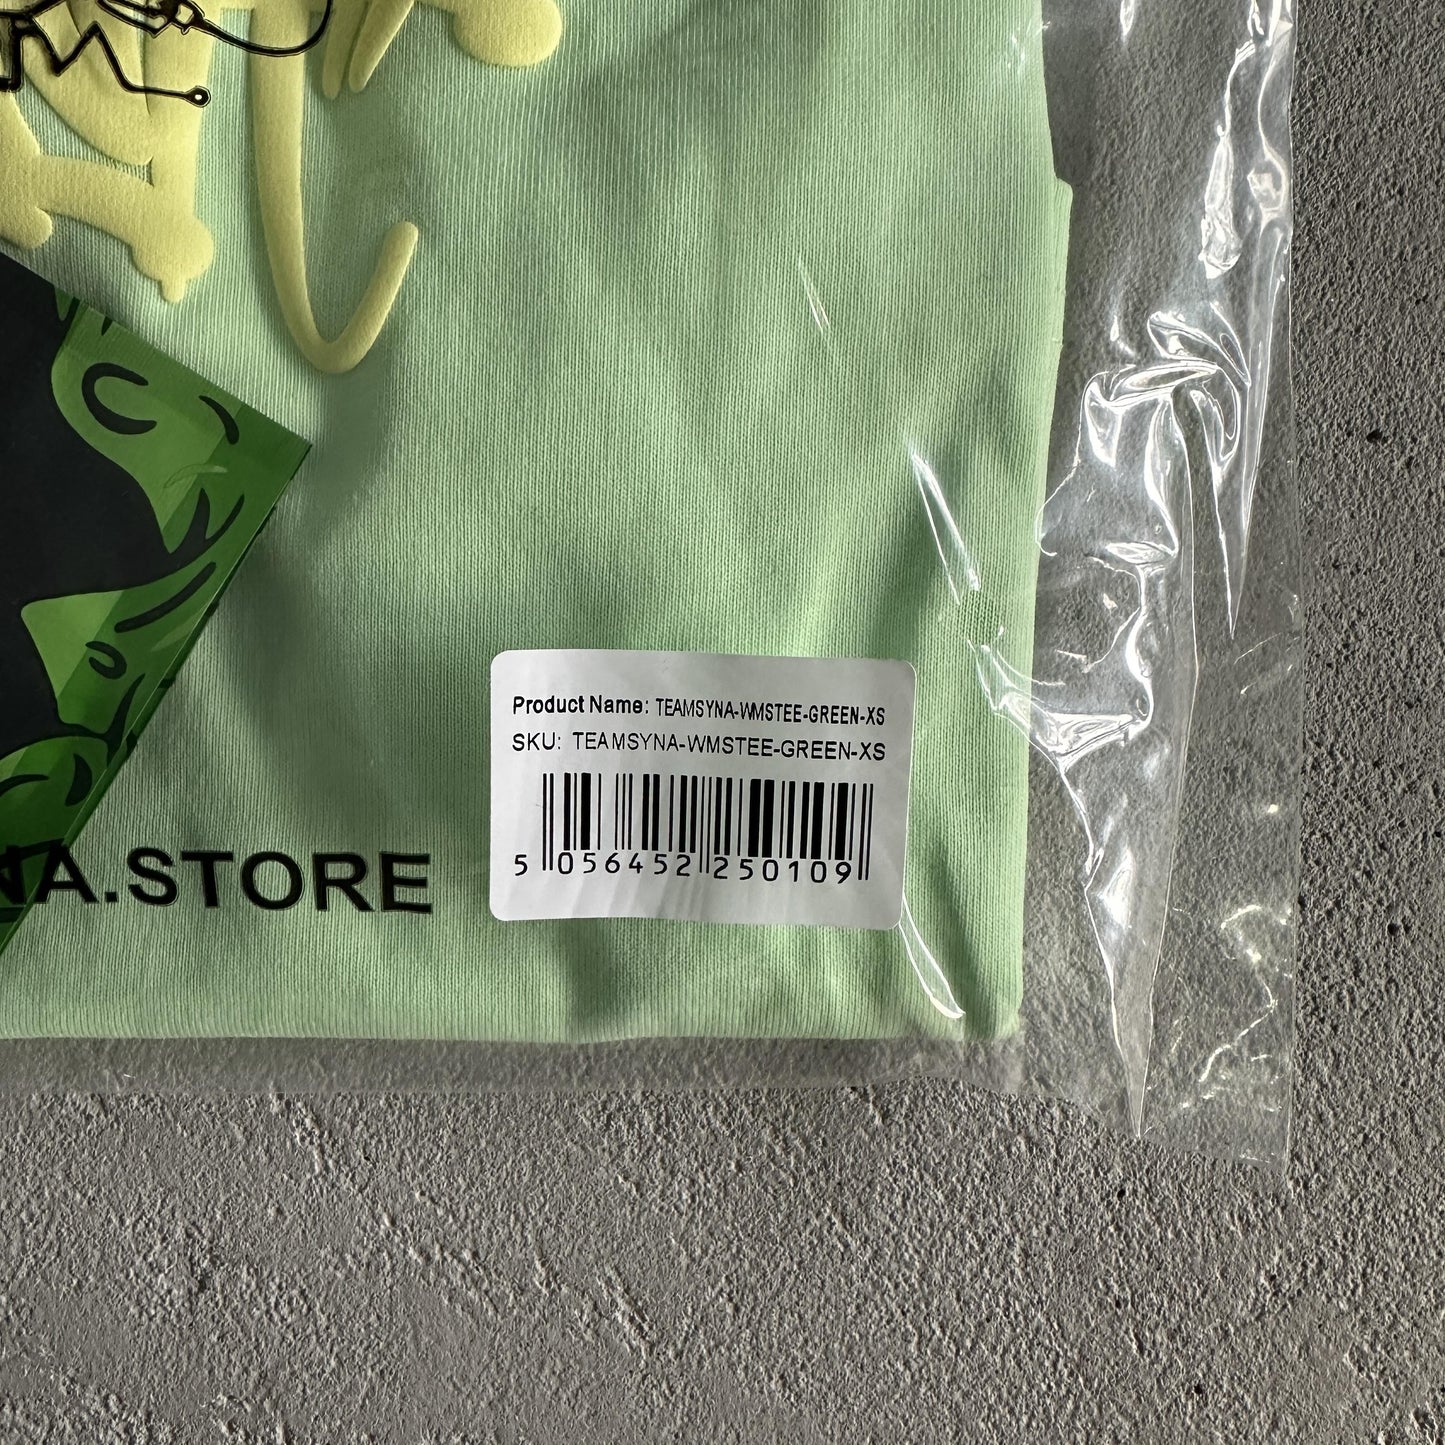 Product Name: TEAMSYNA-WMSTEE-GREEN-XS
SKU: TEAMSYNA-WMSTEE-GREEN-XS
5 056452 250109
NA.STORE